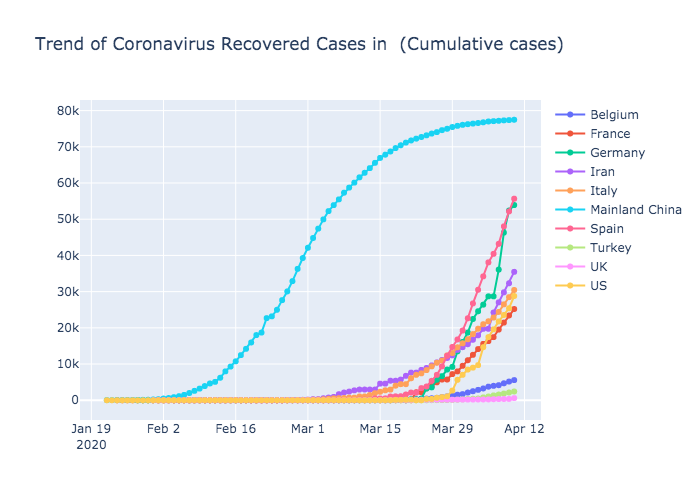 Trend of Coronavirus Recovered Cases in  (Cumulative cases)
80k
70k
60k
50k
40k
30k
20k
10k
0
Jan 19
2020
Feb 2
Feb 16
Mar 1
Mar 15
Mar 29
Apr 12
Belgium
France
Germany
Iran
Italy
Mainland China
Spain
Turkey
UK
US